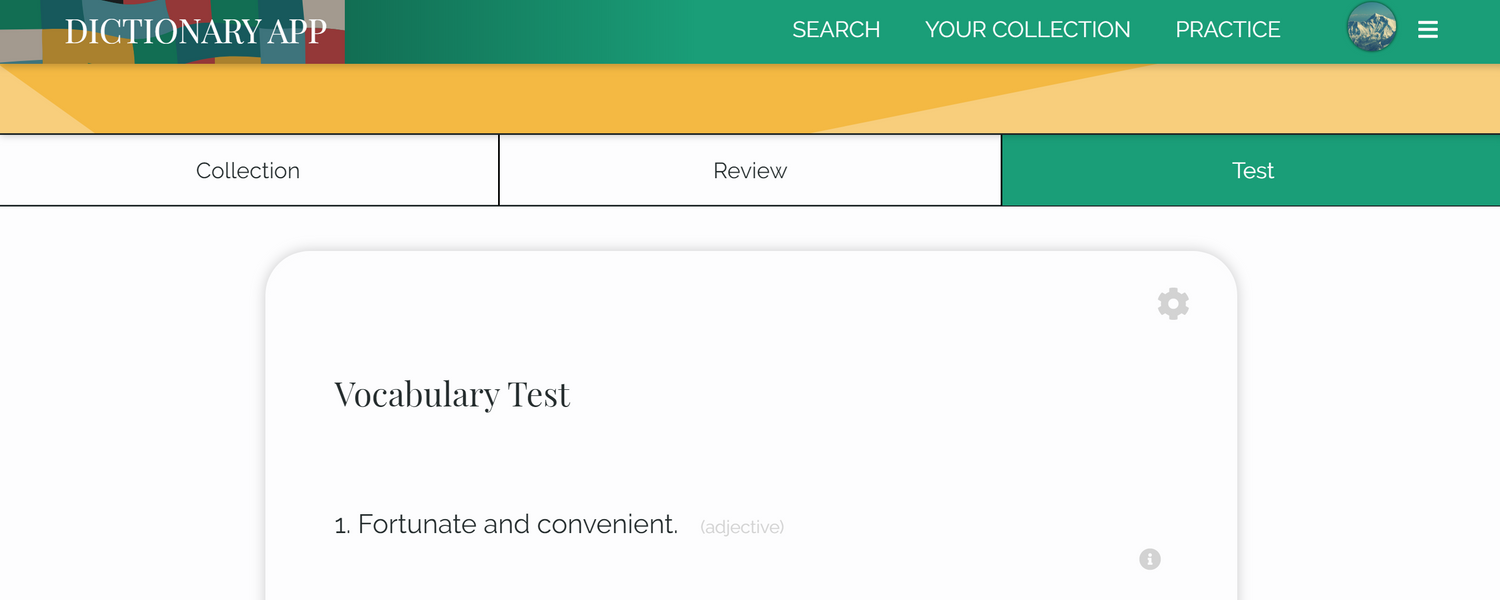 DICTIONARY APP
SEARCH YOUR COLLECTION PRACTICE
Collection Review Test
Vocabulary Test
1. Fortunate and convenient. (adjective)